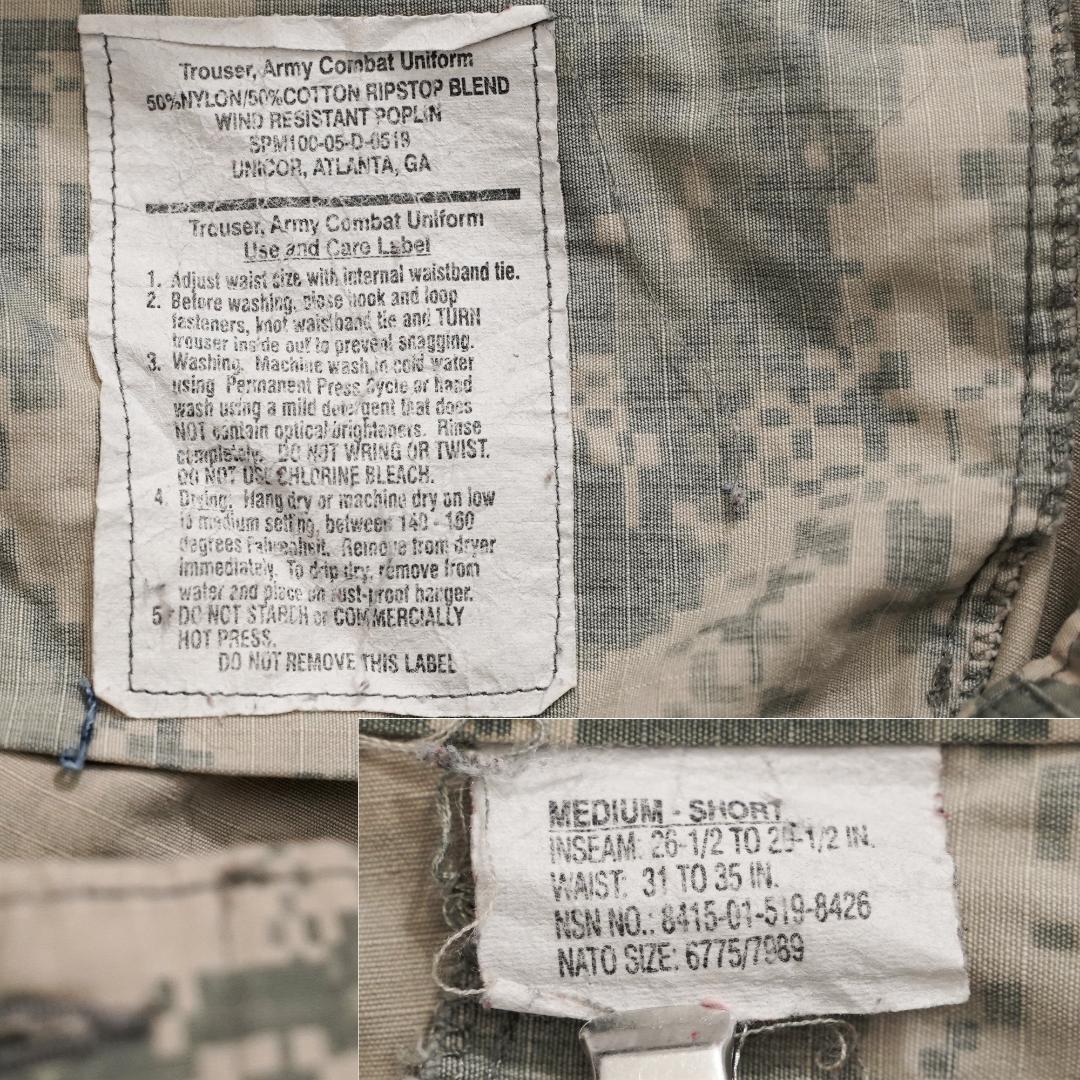 Trouser, Army Combat Uniform
50%NYLON/50%COTTON RIPSTOP BLEND
WIND RESISTANT POPLIN
SPM100-05-D-0519
UNICOR, ATLANTA, GA
Trouser, Army Combat Uniform
Use and Care Label
1. Adjust waist size with internal waistband tie.
2. Before washing, close hook and loop
fasteners, knot waistband tie and TURN
trouser inside out to prevent snagging.
3. Washing. Machine wash in cold water
using Permanent Press Cycle or hand
wash using a mild detergent that does
NOT contain optical brighteners. Rinse
completely. DO NOT WRING OR TWIST.
DO NOT USE CHLORINE BLEACH.
4. Drying. Hang dry or machine dry on low
to medium setting, between 140 - 160
degrees Fahrenheit. Remove from dryer
immediately. To drip dry, remove from
water and place on rust-proof hanger.
5. DO NOT STARCH or COMMERCIALLY
HOT PRESS.
DO NOT REMOVE THIS LABEL
MEDIUM - SHORT
INSEAM: 26-1/2 TO 29-1/2 IN.
WAIST: 31 TO 35 IN.
NSN NO.: 8415-01-519-8426
NATO SIZE: 6775/7989